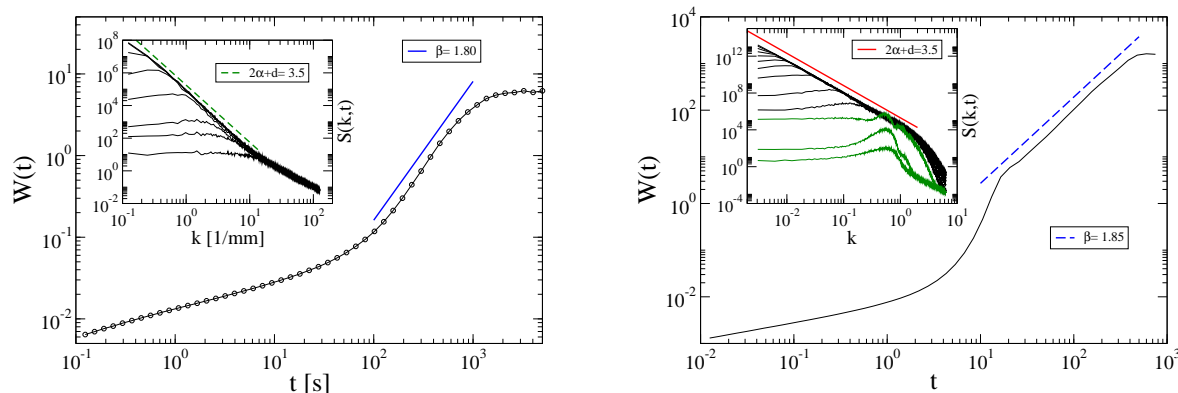 10^8
10^6
10^4
10^2
10^0
10^-2
10^-1 10^0 10^1 10^2
k [1/mm]
S(k,t)
2α+d= 3.5
β= 1.80
10^1
10^0
10^-1
10^-2
W(t)
10^-1 10^0 10^1 10^2 10^3
t [s]
10^12
10^8
10^4
10^0
10^-4
10^-2 10^-1 10^0 10^1
k
S(k,t)
2α+d=3.5
β= 1.85
10^4
10^2
10^0
10^-2
W(t)
10^-2 10^-1 10^0 10^1 10^2 10^3
t